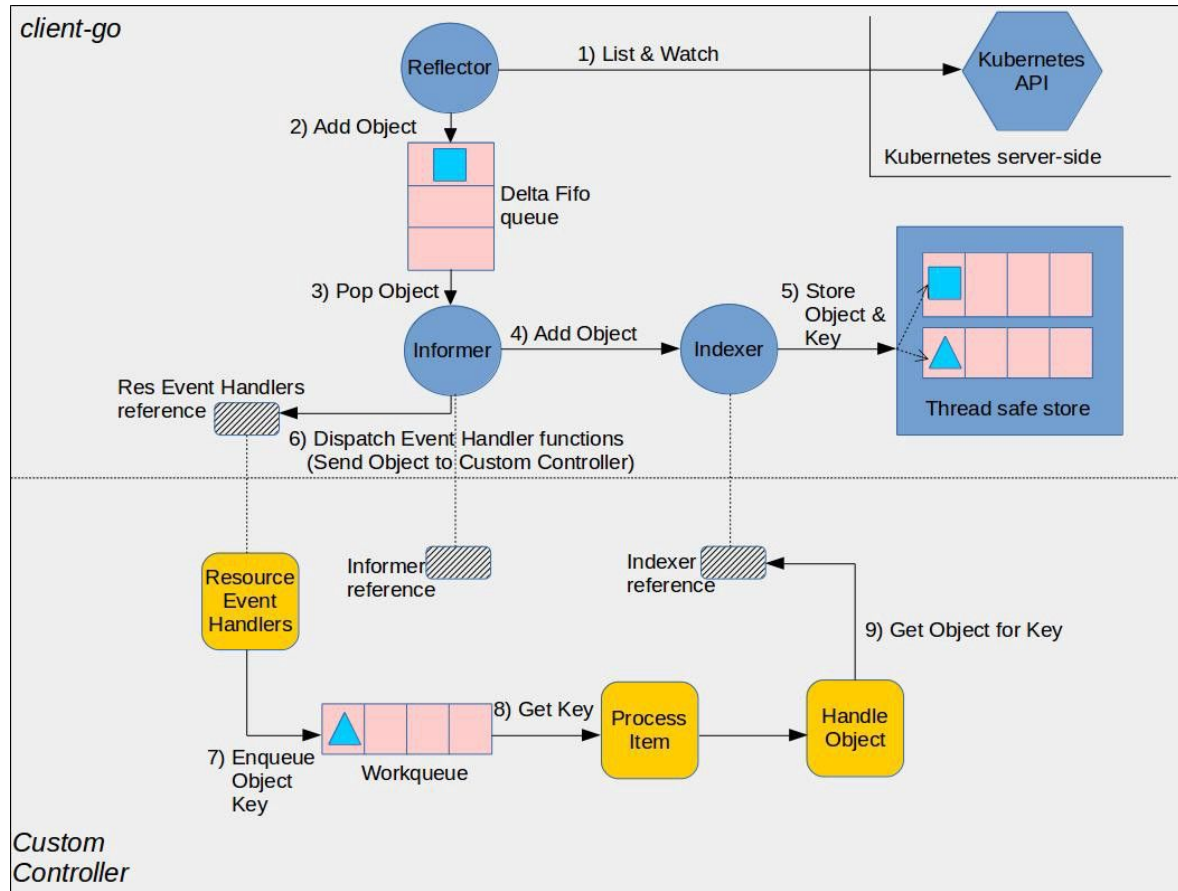 client-go
Reflector
1) List & Watch
Kubernetes
API
Kubernetes server-side
2) Add Object
Delta Fifo
queue
3) Pop Object
Informer
4) Add Object
Indexer
5) Store
Object &
Key
Thread safe store
Res Event Handlers
reference
6) Dispatch Event Handler functions
(Send Object to Custom Controller)
Resource
Event
Handlers
Informer
reference
Indexer
reference
9) Get Object for Key
7) Enqueue
Object
Key
Workqueue
8) Get Key
Process
Item
Handle
Object
Custom
Controller